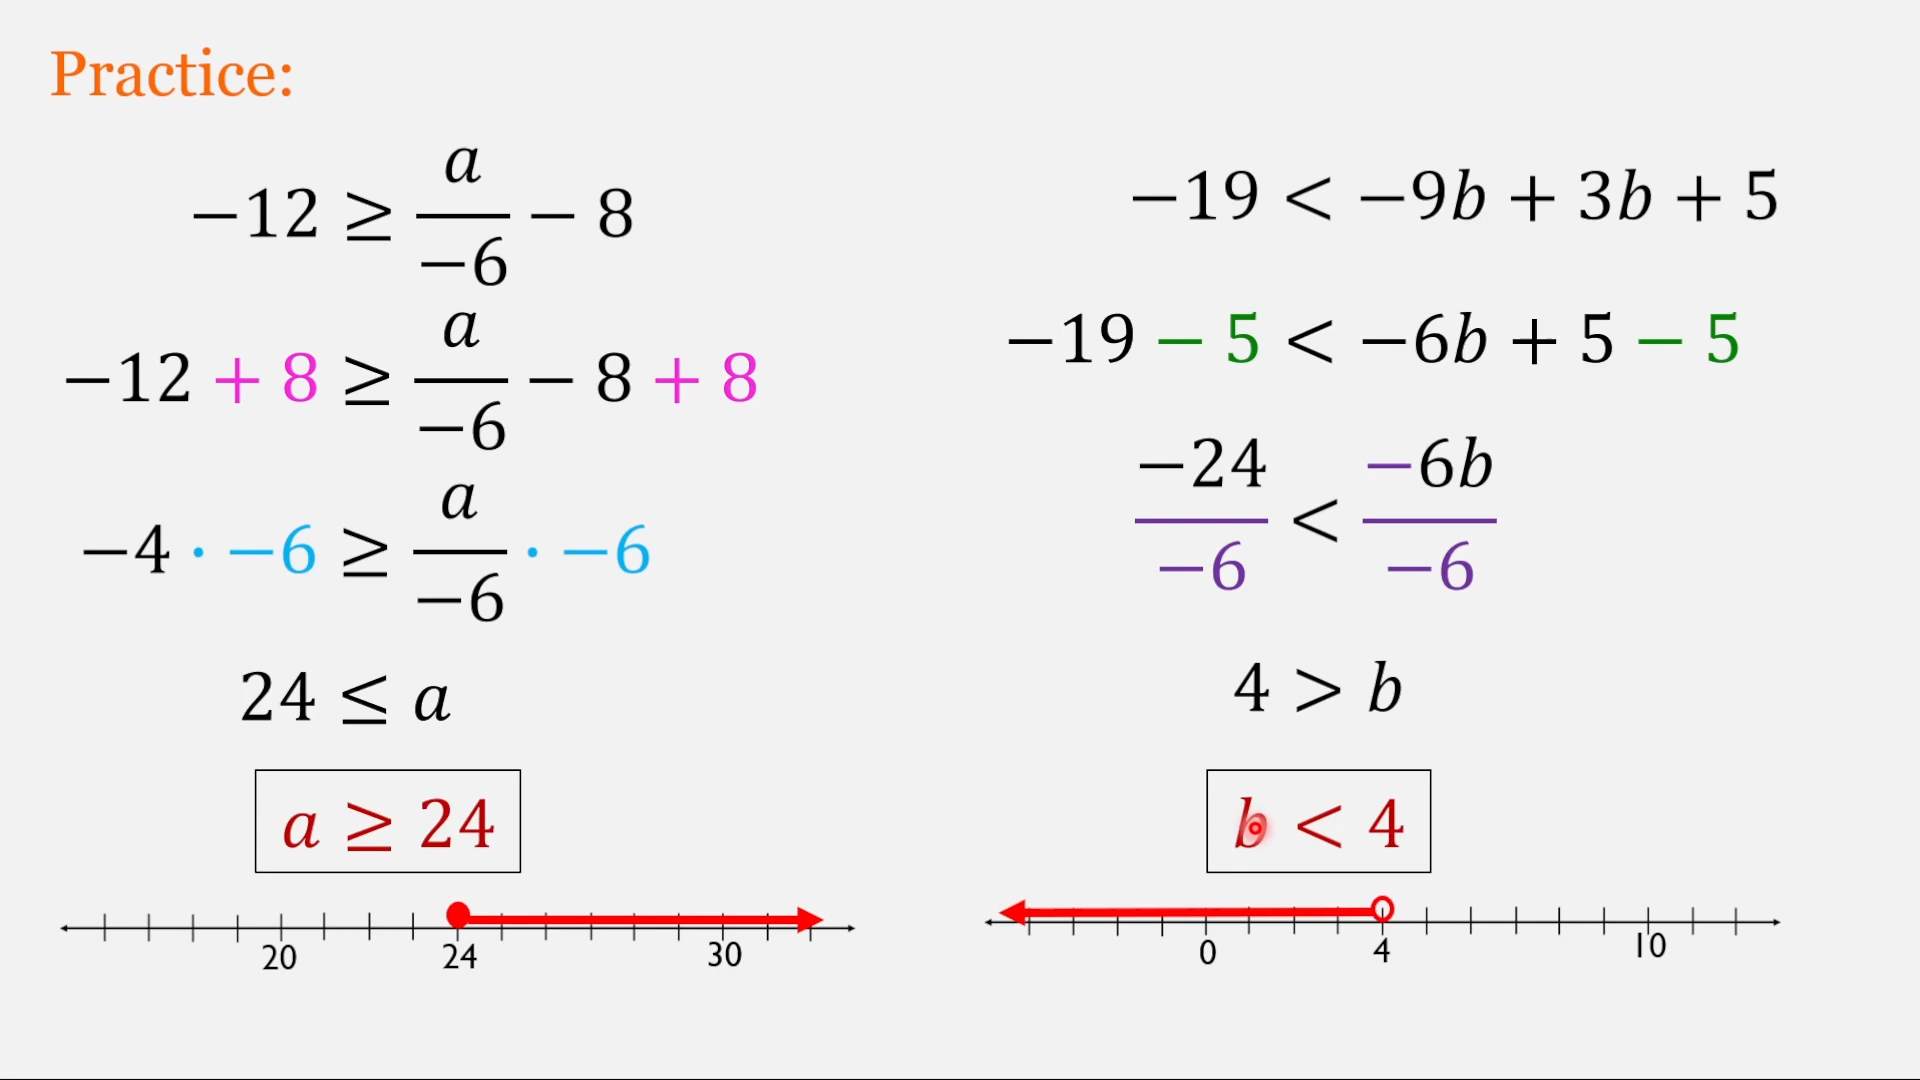 Practice:
−12 ≥ a/−6 − 8
−12 + 8 ≥ a/−6 − 8 + 8
−4 · −6 ≥ a/−6 · −6
24 ≤ a
a ≥ 24
20 24 30
−19 < −9b + 3b + 5
−19 − 5 < −6b + 5 − 5
−24/−6 < −6b/−6
4 > b
b < 4
0 4 10